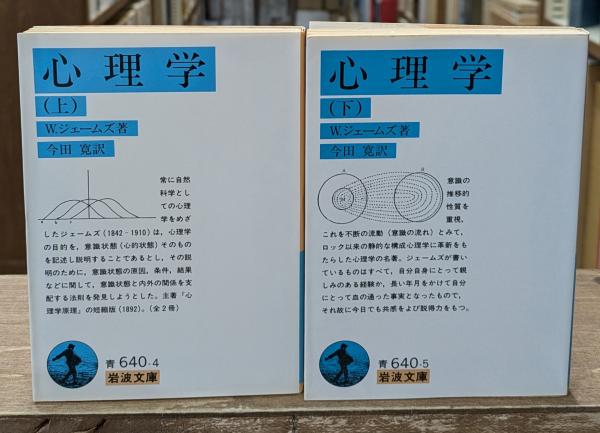 心理学
(上)
W.ジェームズ著
今田 寛訳
常に自然
科学とし
ての心理
学をめざ
したジェームズ(1842-1910)は,心理学
の目的を,意識状態(心的状態)そのもの
を記述し説明することであるとし,その説
明のために,意識状態の原因,条件,結果
などに関して,意識状態と内外の関係を支
配する法則を発見しようとした。主著「心
理学原理」の短縮版(1892)。(全2冊)
青 640-4
岩波文庫
心理学
(下)
W.ジェームズ著
今田 寛訳
A
B
意識の
推移的
性質を
重視,
これを不断の流動(意識の流れ)とみて,
ロック以来の静的な構成心理学に革新をも
たらした心理学の名著。ジェームズが書い
ているものはすべて,自分自身にとって親
しみのある経験か,長い年月をかけて自分
にとって血の通った事実となったもので,
それ故に今日でも共感をよび説得力をもつ。
青 640-5
岩波文庫